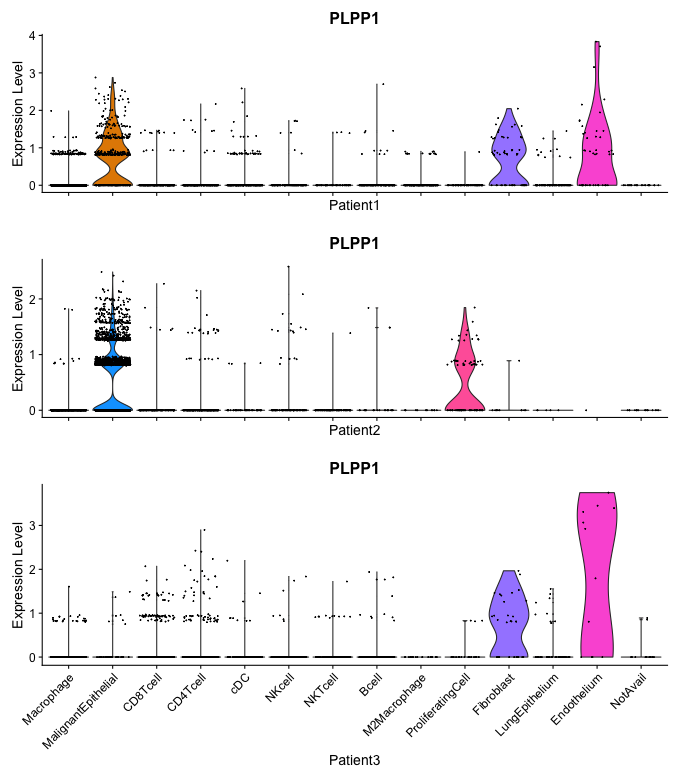 PLPP1
Expression Level
4
3
2
1
0
Patient1
PLPP1
Expression Level
2
1
0
Patient2
PLPP1
Expression Level
3
2
1
0
Macrophage
MalignantEpithelial
CD8Tcell
CD4Tcell
cDC
NKcell
NKTcell
Bcell
M2Macrophage
ProliferatingCell
Fibroblast
LungEpithelium
Endothelium
NotAvail
Patient3